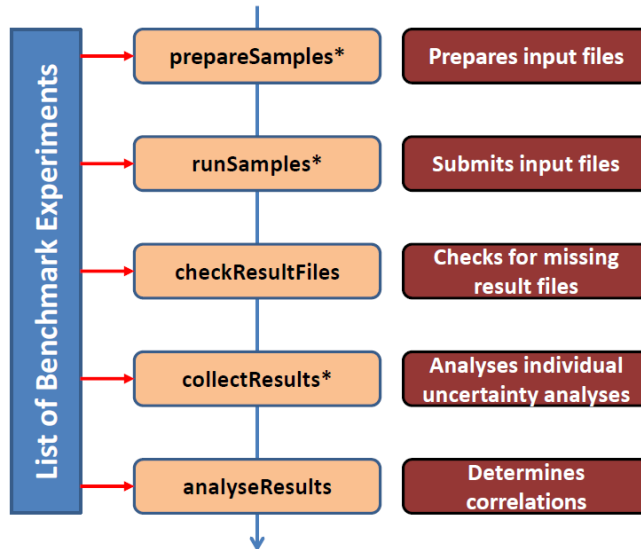 List of Benchmark Experiments
prepareSamples*
Prepares input files
runSamples*
Submits input files
checkResultFiles
Checks for missing
result files
collectResults*
Analyses individual
uncertainty analyses
analyseResults
Determines
correlations